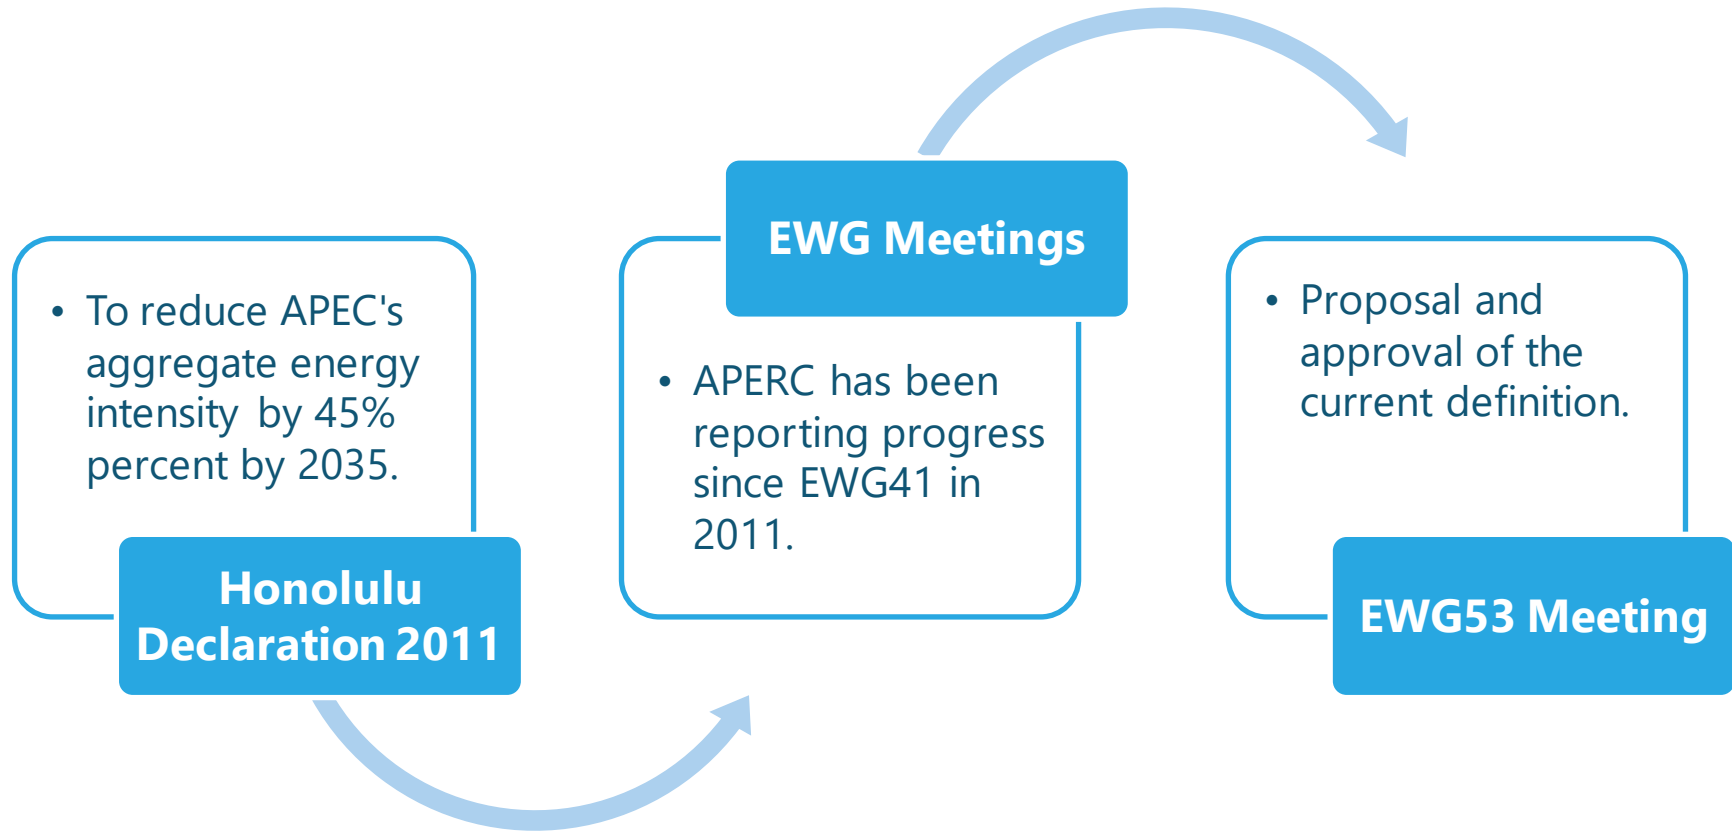 • To reduce APEC's
aggregate energy
intensity by 45%
percent by 2035.
Honolulu
Declaration 2011
EWG Meetings
• APERC has been
reporting progress
since EWG41 in
2011.
• Proposal and
approval of the
current definition.
EWG53 Meeting